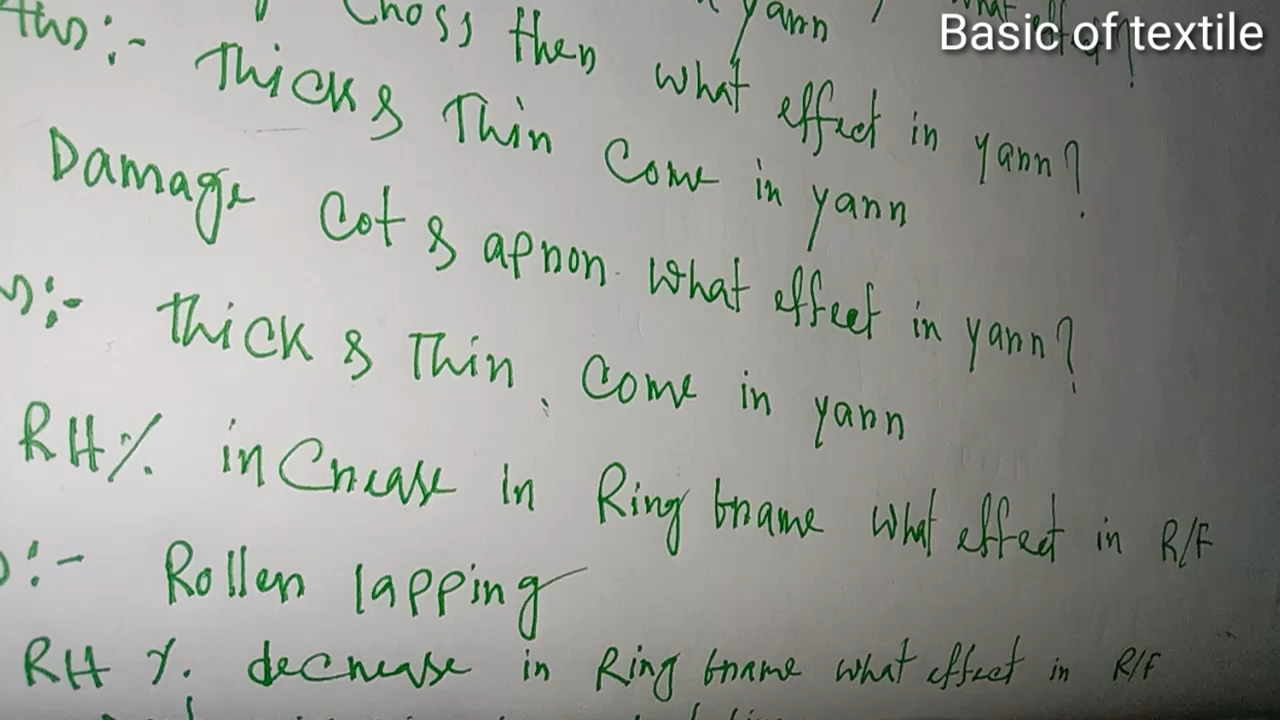 Basic of textile
yarn ? what
Cross then what effect in yarn?
Ans:- Thick & Thin Come in yarn
Damage Cot & apron what effect in yarn?
Thick & Thin Come in yarn
RH% increase in Ring frame what effect in R/F
:- Roller lapping
RH %. decrease in Ring frame what effect in R/F